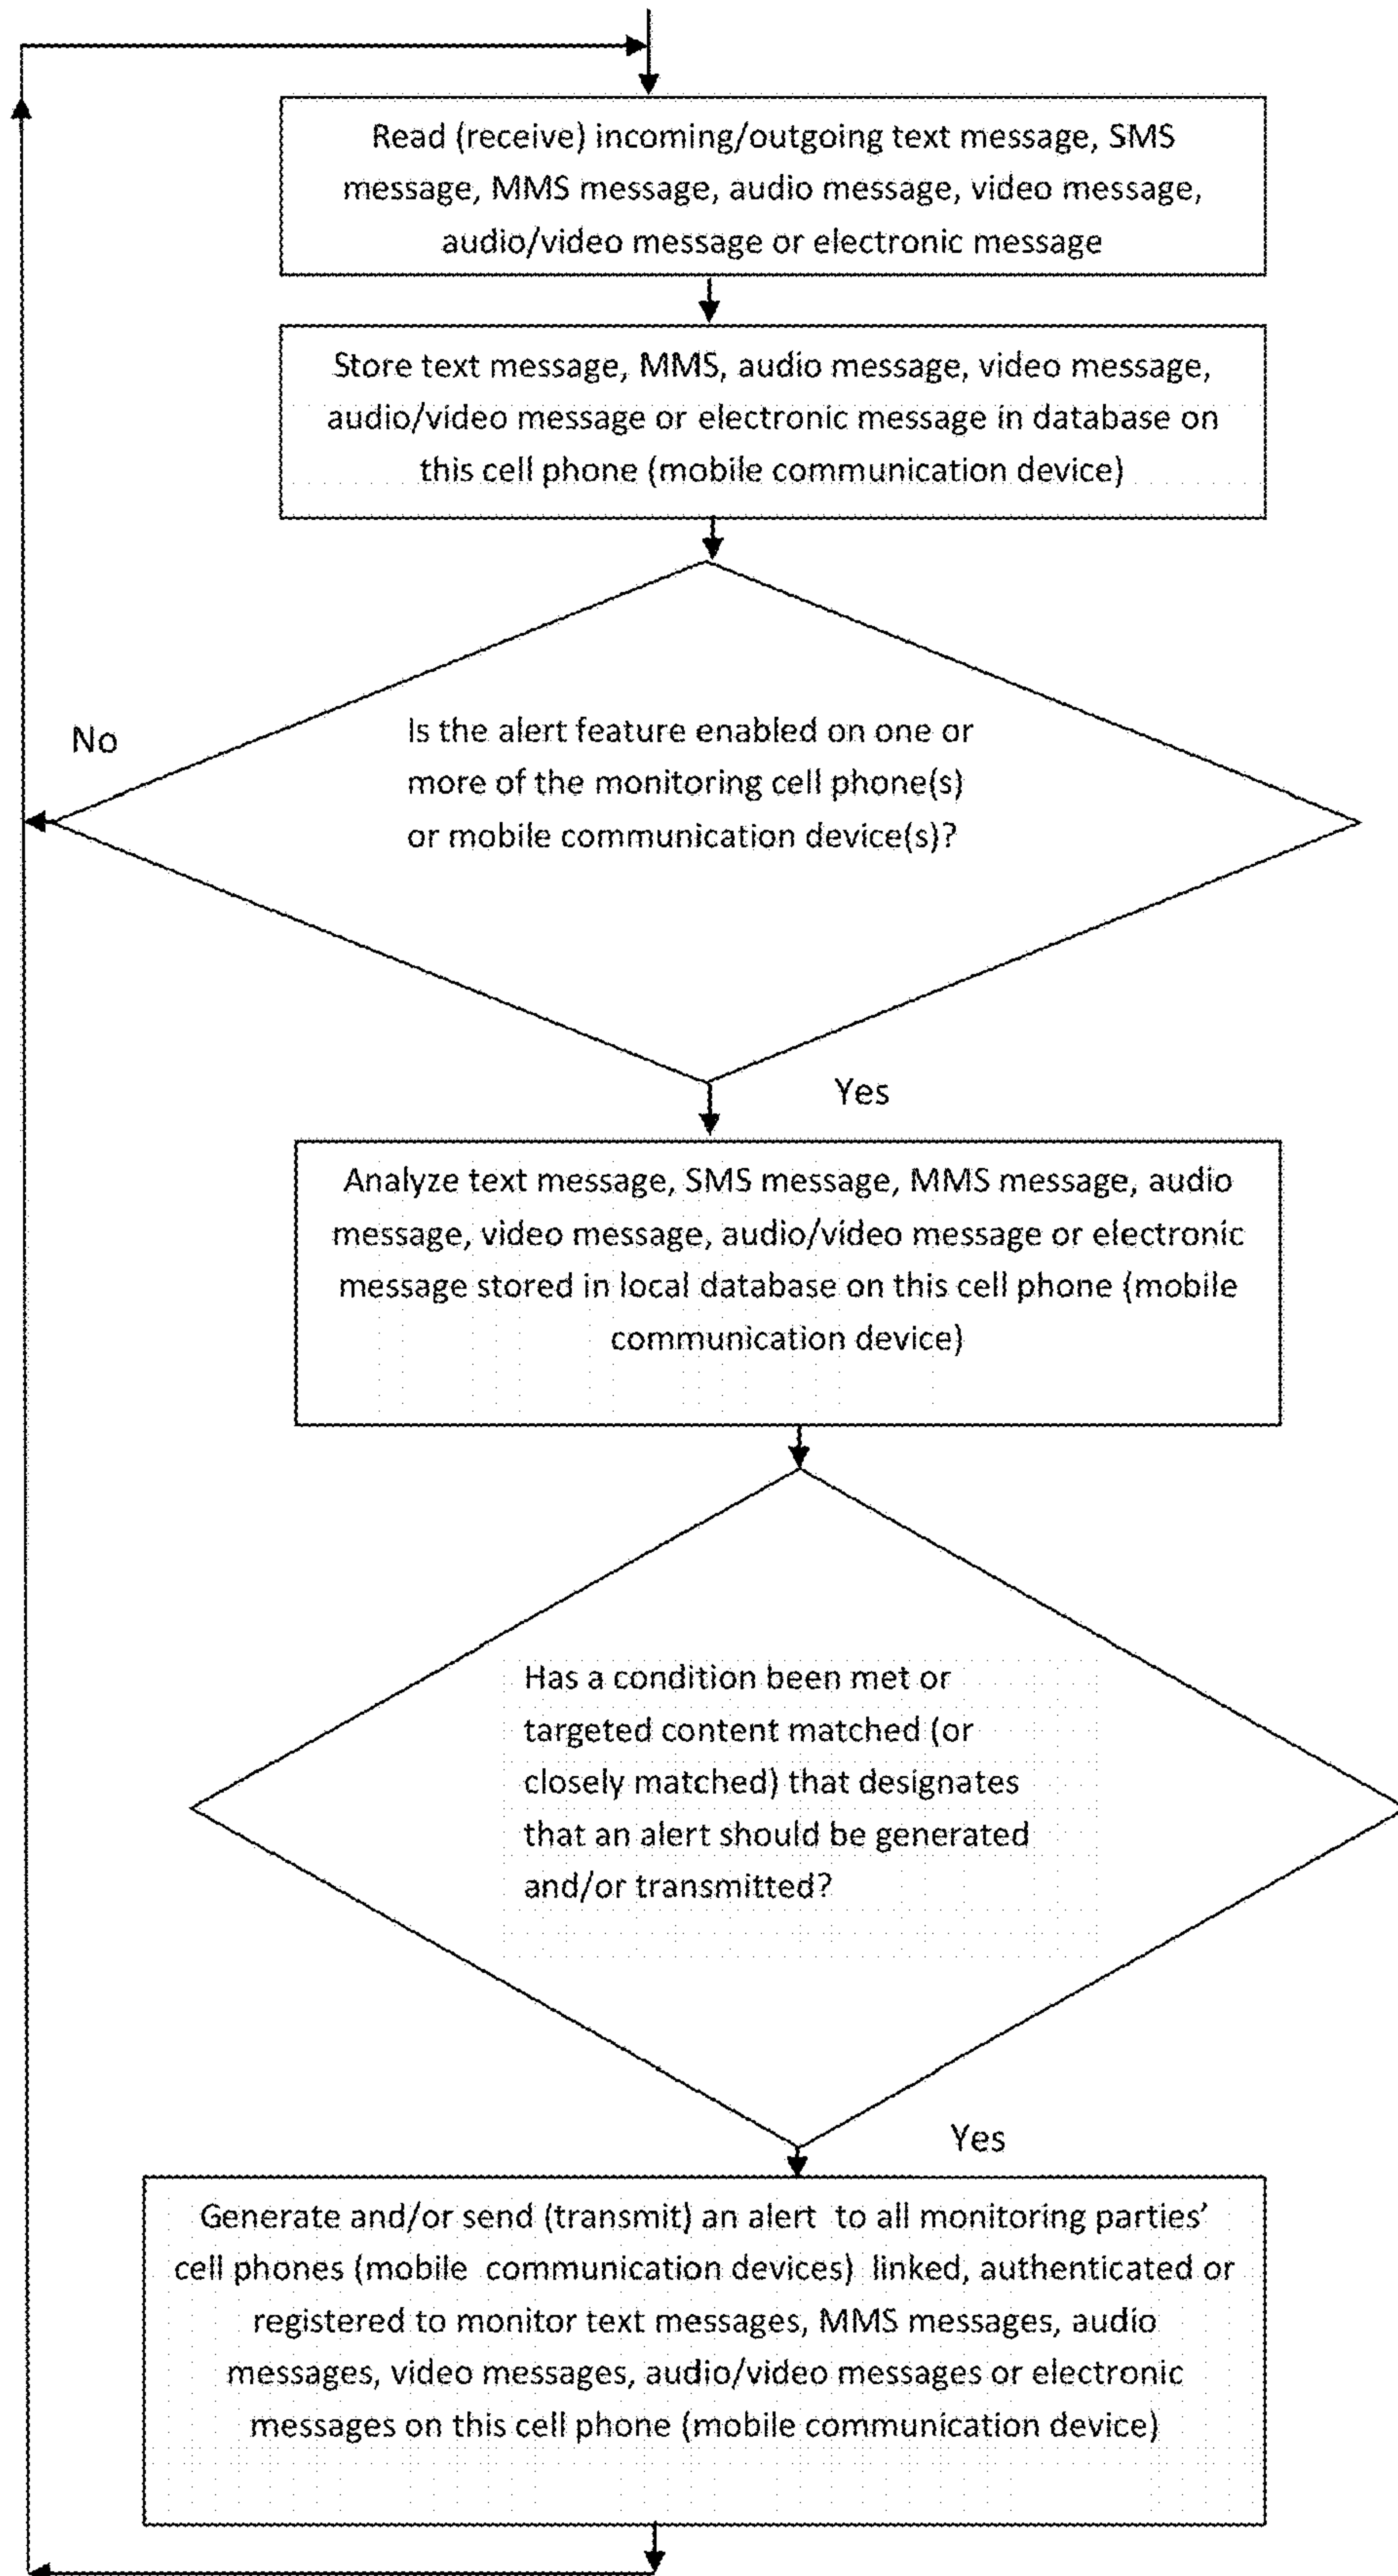 Read (receive) incoming/outgoing text message, SMS
message, MMS message, audio message, video message,
audio/video message or electronic message
Store text message, MMS, audio message, video message,
audio/video message or electronic message in database on
this cell phone (mobile communication device)
No
Is the alert feature enabled on one or
more of the monitoring cell phone(s)
or mobile communication device(s)?
Yes
Analyze text message, SMS message, MMS message, audio
message, video message, audio/video message or electronic
message stored in local database on this cell phone (mobile
communication device)
Has a condition been met or
targeted content matched (or
closely matched) that designates
that an alert should be generated
and/or transmitted?
Yes
Generate and/or send (transmit) an alert to all monitoring parties’
cell phones (mobile communication devices) linked, authenticated or
registered to monitor text messages, MMS messages, audio
messages, video messages, audio/video messages or electronic
messages on this cell phone (mobile communication device)